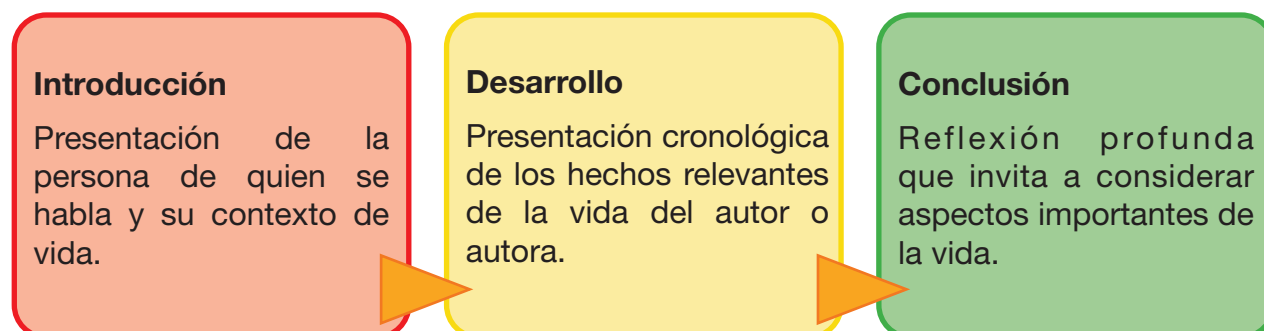 Introducción
Presentación de la
persona de quien se
habla y su contexto de
vida.
Desarrollo
Presentación cronológica
de los hechos relevantes
de la vida del autor o
autora.
Conclusión
Reflexión profunda
que invita a considerar
aspectos importantes de
la vida.